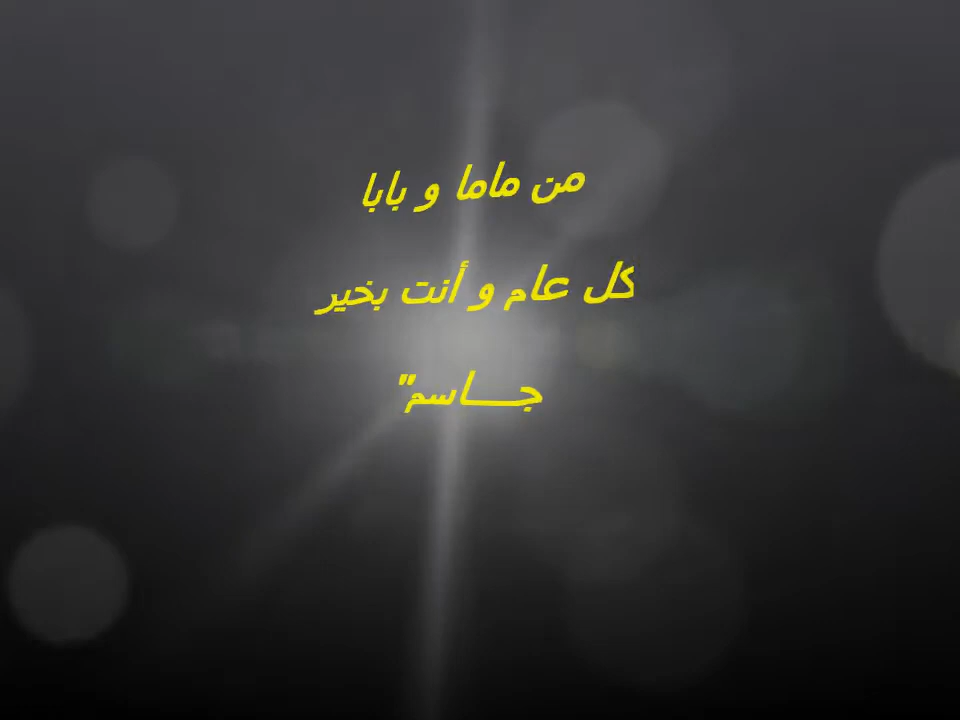 من ماما و بابا
كل عام و أنت بخير
جـــاسم"